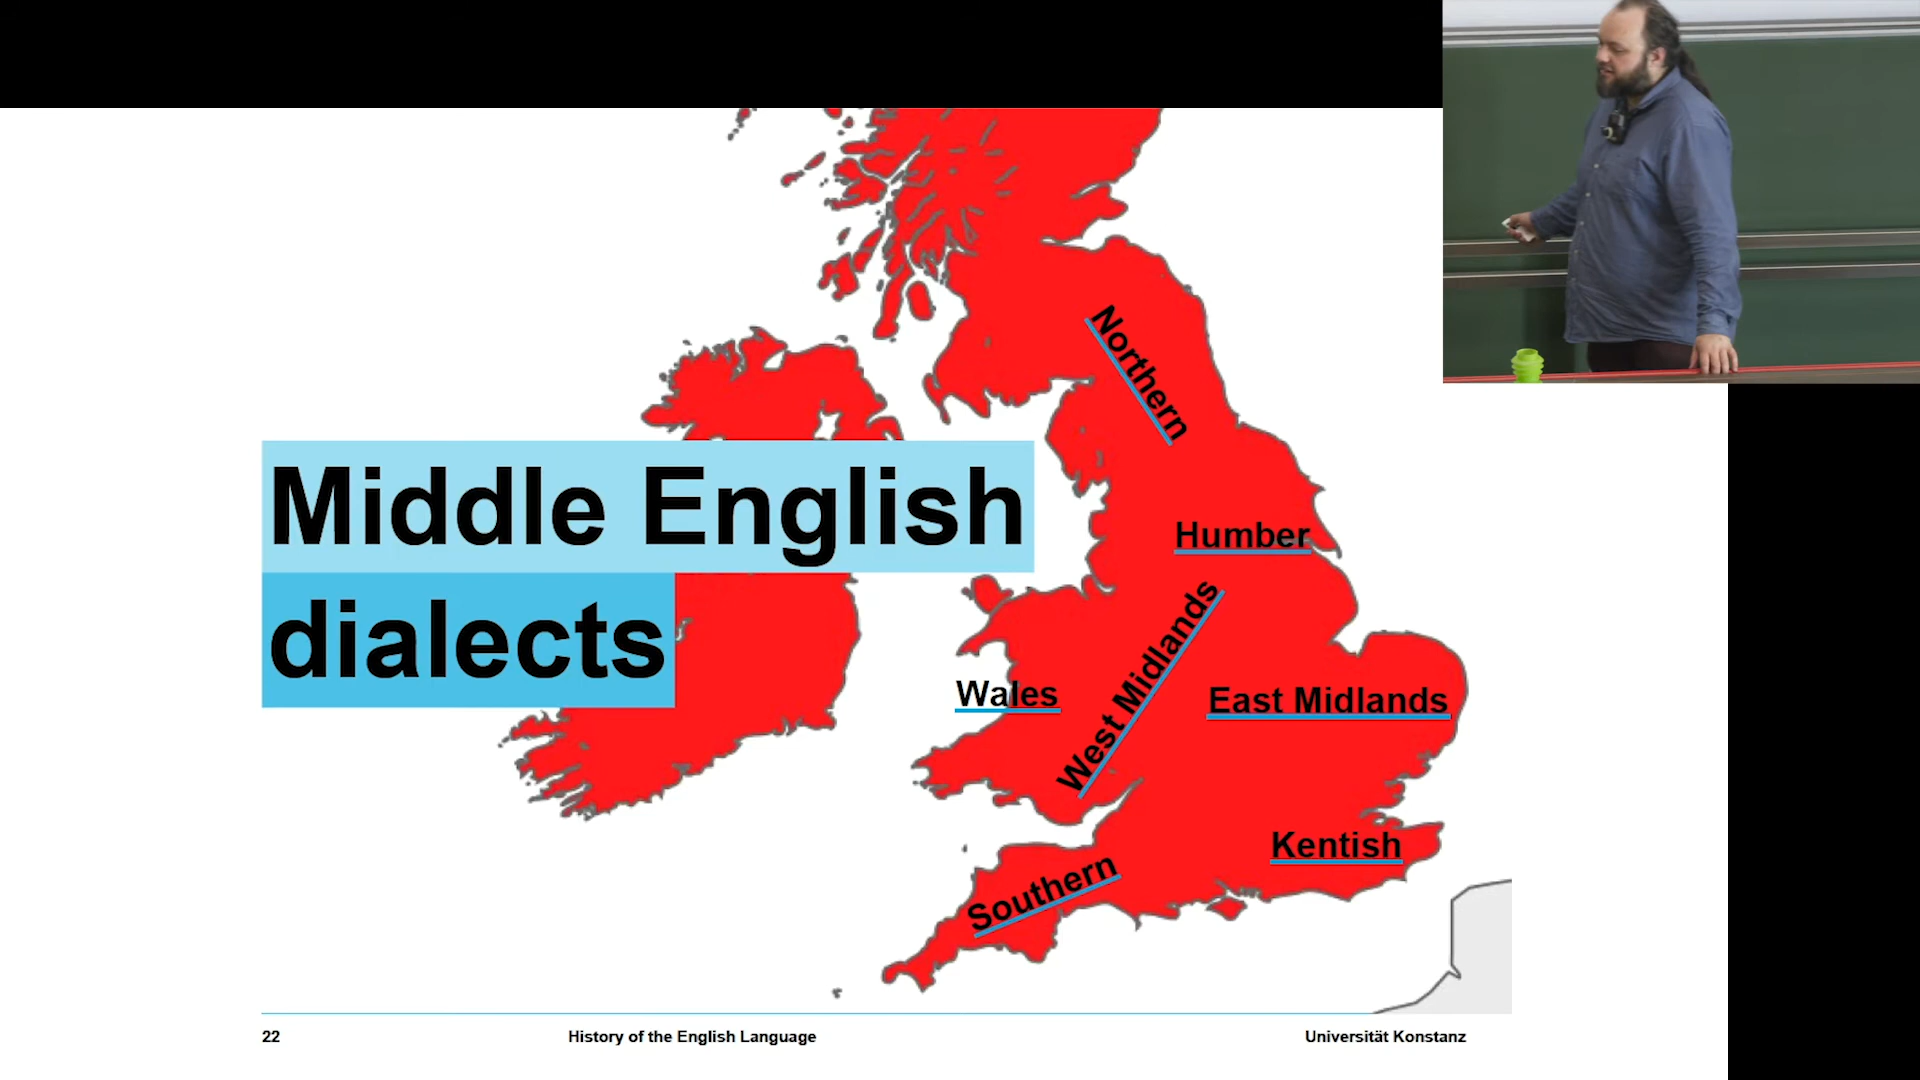 Northern
Middle English
dialects
Humber
West Midlands
Wales
East Midlands
Kentish
Southern
22
History of the English Language
Universität Konstanz